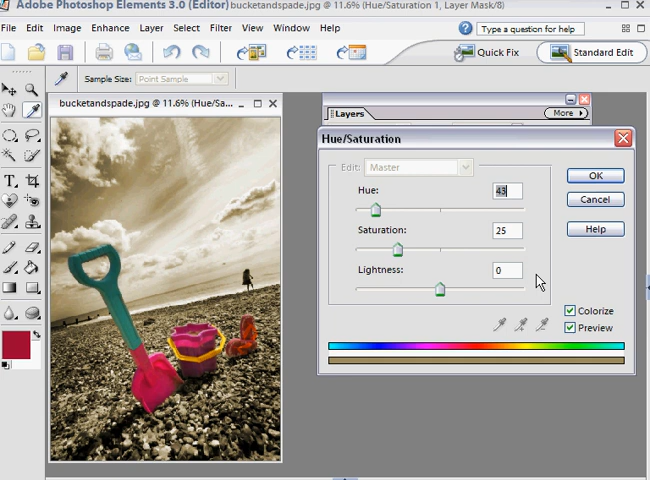 Adobe Photoshop Elements 3.0 (Editor) bucketandspade.jpg @ 11.6% (Hue/Saturation 1, Layer Mask/8)
File Edit Image Enhance Layer Select Filter View Window Help
Type a question for help
Quick Fix Standard Edit
Sample Size: Point Sample
bucketandspade.jpg @ 11.6% (Hue/Sa...
Layers More
Hue/Saturation
Edit: Master
Hue: 43
OK
Cancel
Saturation: 25
Help
Lightness: 0
Colorize
Preview
T